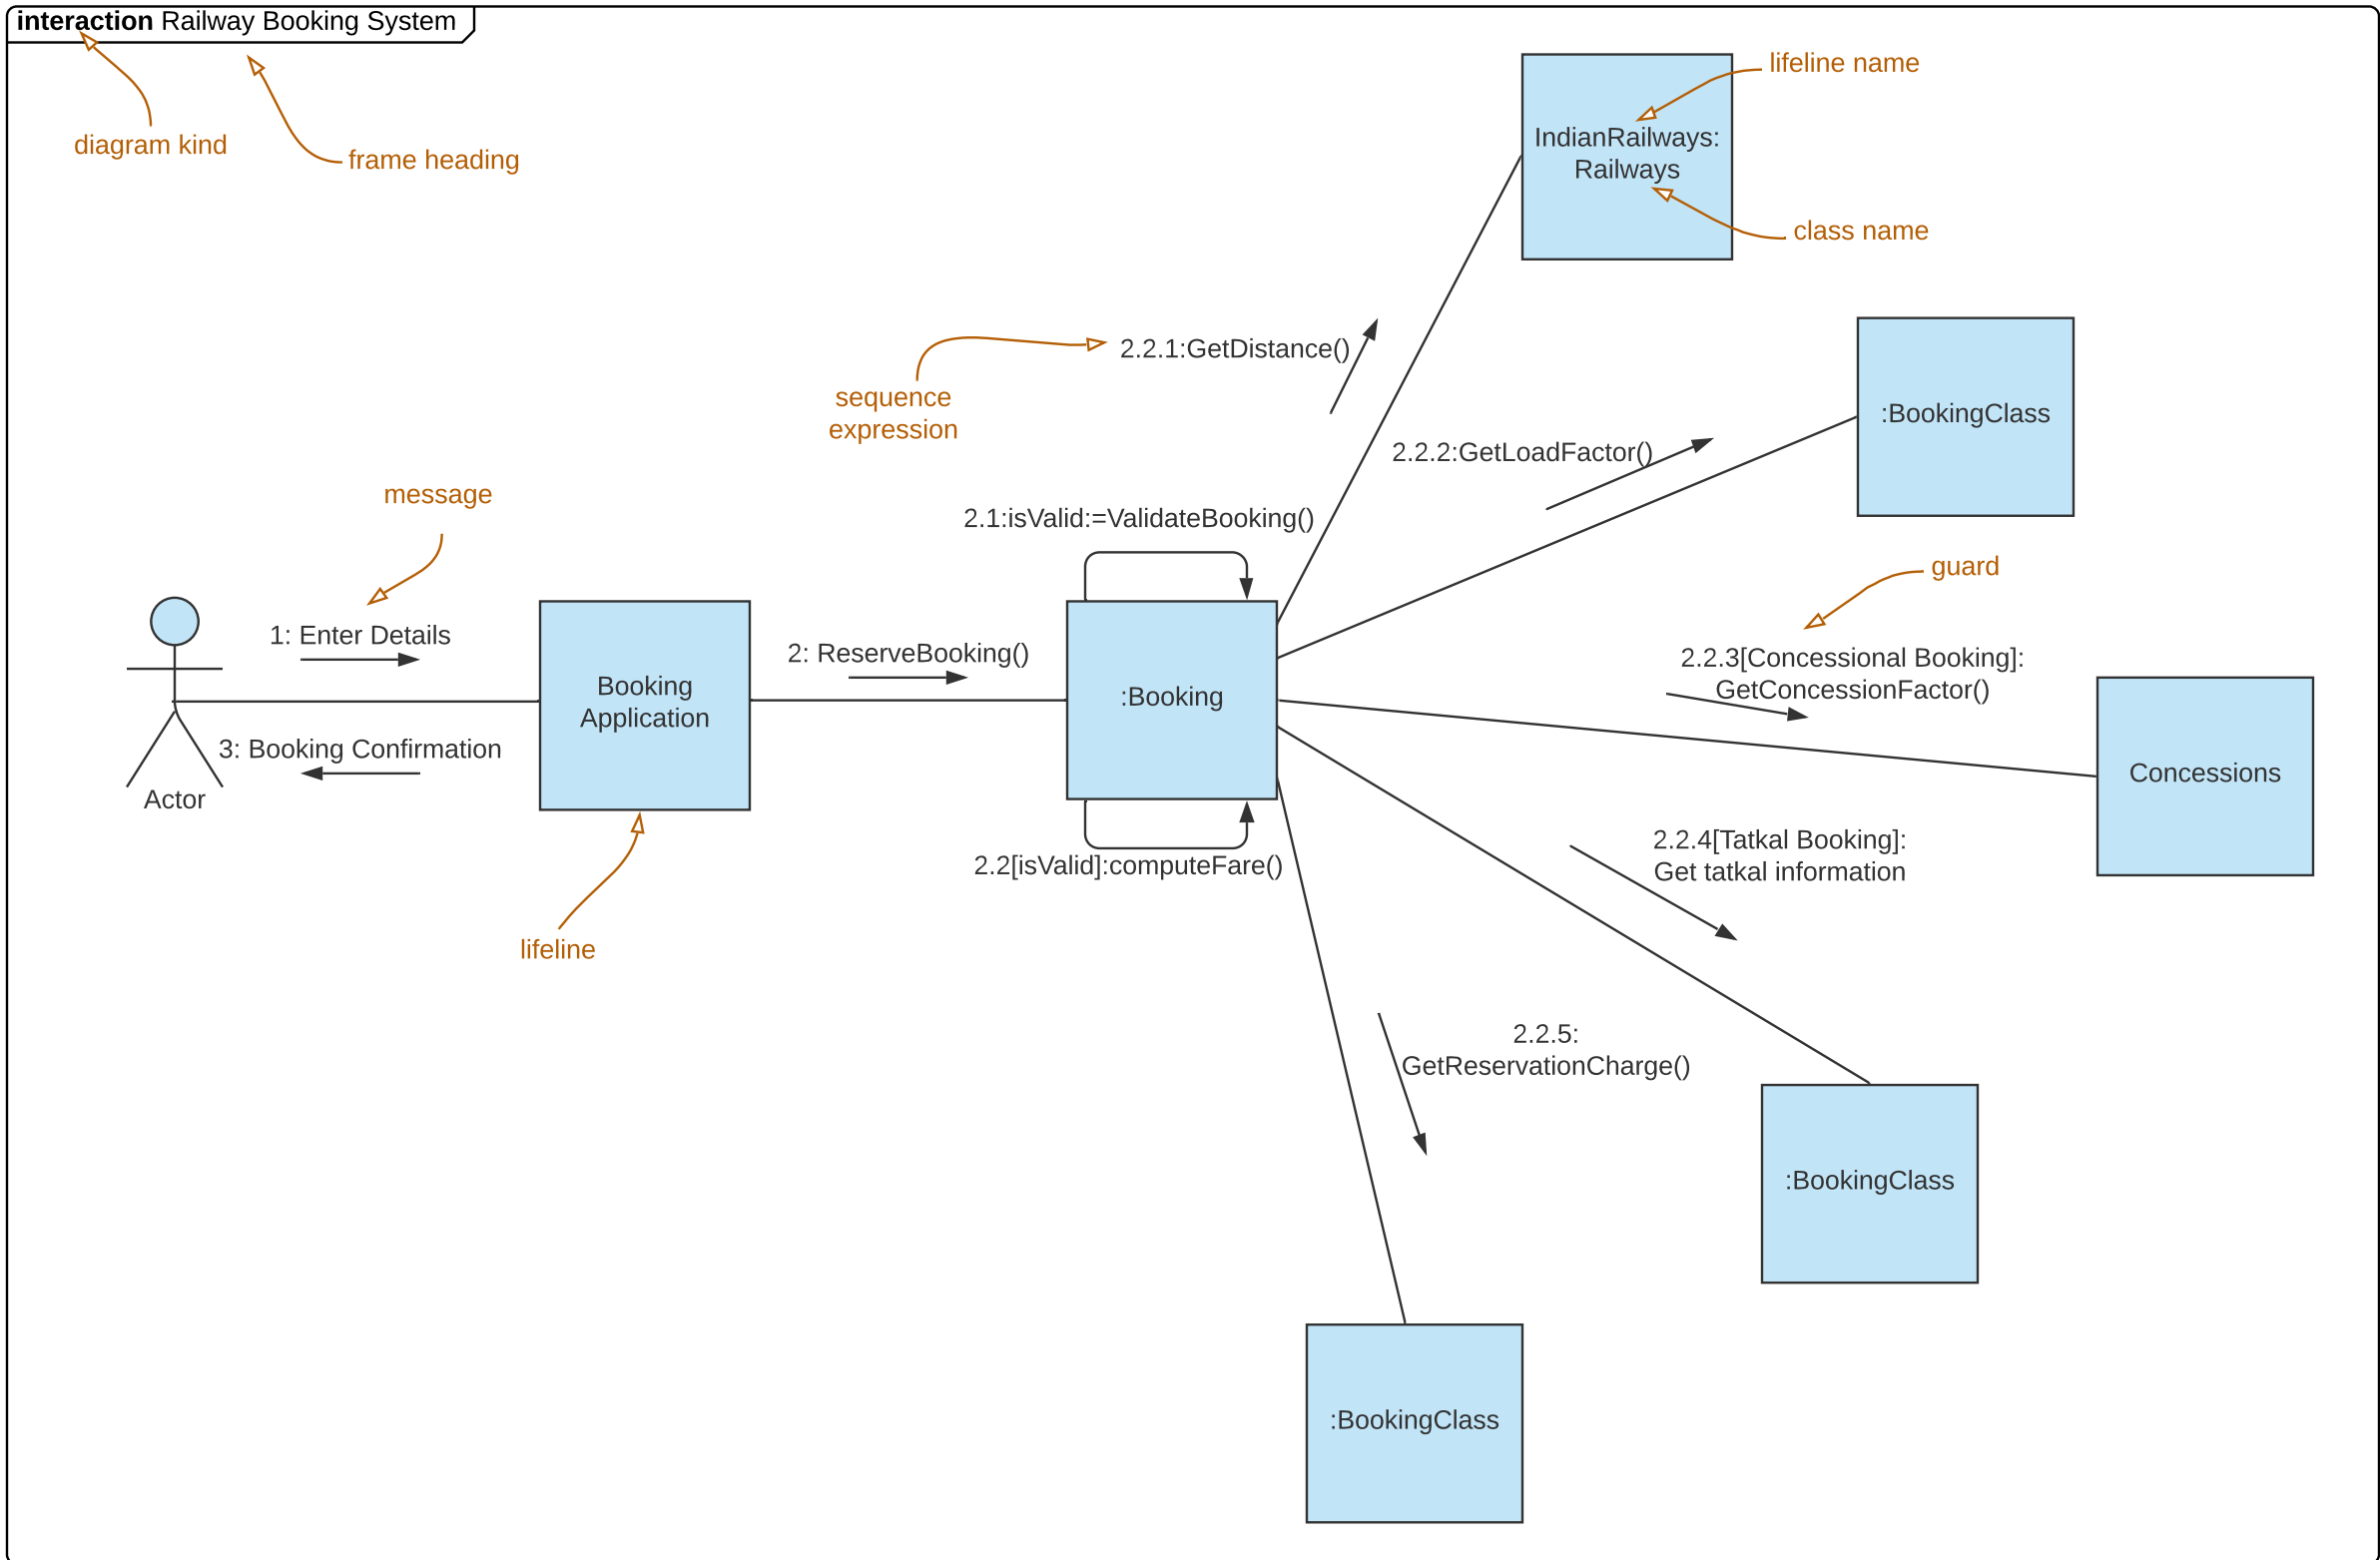 interaction Railway Booking System
diagram kind
frame heading
lifeline name
IndianRailways:
Railways
class name
2.2.1:GetDistance()
sequence
expression
:BookingClass
2.2.2:GetLoadFactor()
message
2.1:isValid:=ValidateBooking()
guard
1: Enter Details
2: ReserveBooking()
2.2.3[Concessional Booking]:
GetConcessionFactor()
Booking
Application
:Booking
3: Booking Confirmation
Concessions
Actor
2.2[isValid]:computeFare()
2.2.4[Tatkal Booking]:
Get tatkal information
lifeline
2.2.5:
GetReservationCharge()
:BookingClass
:BookingClass